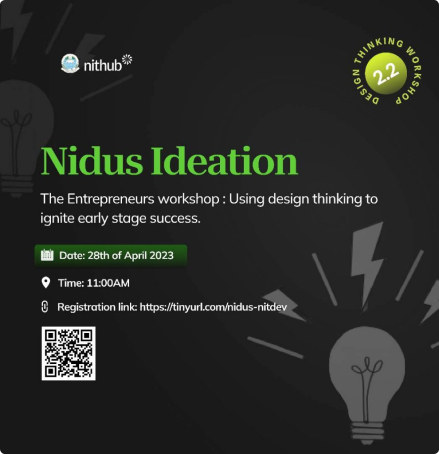 nithub
DESIGN THINKING WORKSHOP
2.2
Nidus Ideation
The Entrepreneurs workshop : Using design thinking to
ignite early stage success.
Date: 28th of April 2023
Time: 11:00AM
Registration link: https://tinyurl.com/nidus-nitdev